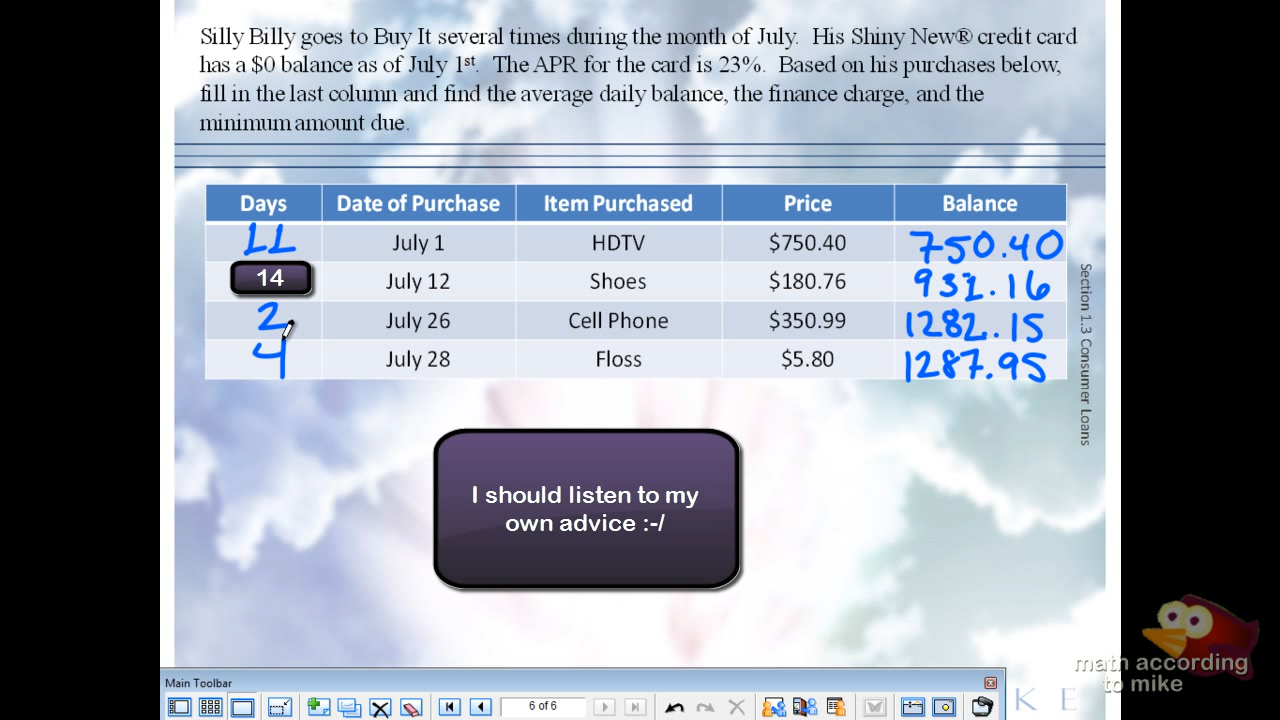 Silly Billy goes to Buy It several times during the month of July. His Shiny New® credit card
has a $0 balance as of July 1st. The APR for the card is 23%. Based on his purchases below,
fill in the last column and find the average daily balance, the finance charge, and the
minimum amount due.
Days Date of Purchase Item Purchased Price Balance
11 July 1 HDTV $750.40 750.40
14 July 12 Shoes $180.76 931.16
2 July 26 Cell Phone $350.99 1282.15
4 July 28 Floss $5.80 1287.95
Section 1.3 Consumer Loans
I should listen to my
own advice :-/
math according
to mike
Main Toolbar
6 of 6
K E